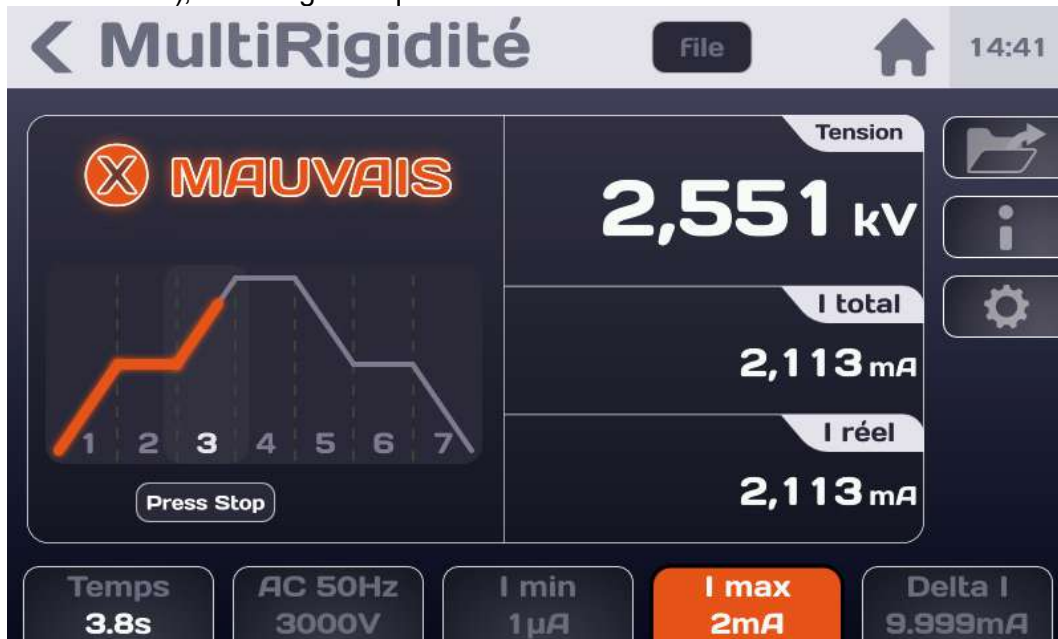 MultiRigidité File 14:41
MAUVAIS
Tension
2,551 kV
I total
2,113 mA
I réel
2,113 mA
1 2 3 4 5 6 7
Press Stop
Temps
3.8s
AC 50Hz
3000V
I min
1µA
I max
2mA
Delta I
9.999mA